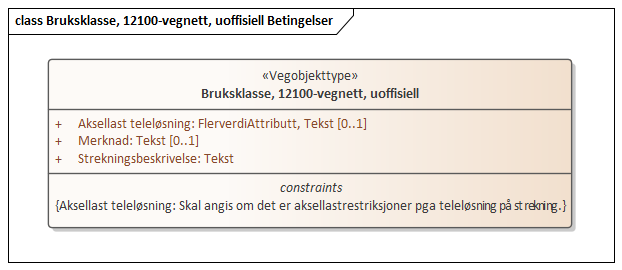 class Bruksklasse, 12100-vegnett, uoffisiell Betingelser
«Vegobjekttype»
Bruksklasse, 12100-vegnett, uoffisiell
+ Aksellast teleløsning: FlerverdiAttributt, Tekst [0..1]
+ Merknad: Tekst [0..1]
+ Strekningsbeskrivelse: Tekst
constraints
{Aksellast teleløsning: Skal angis om det er aksellastrestriksjoner pga teleløsning på strekning.}